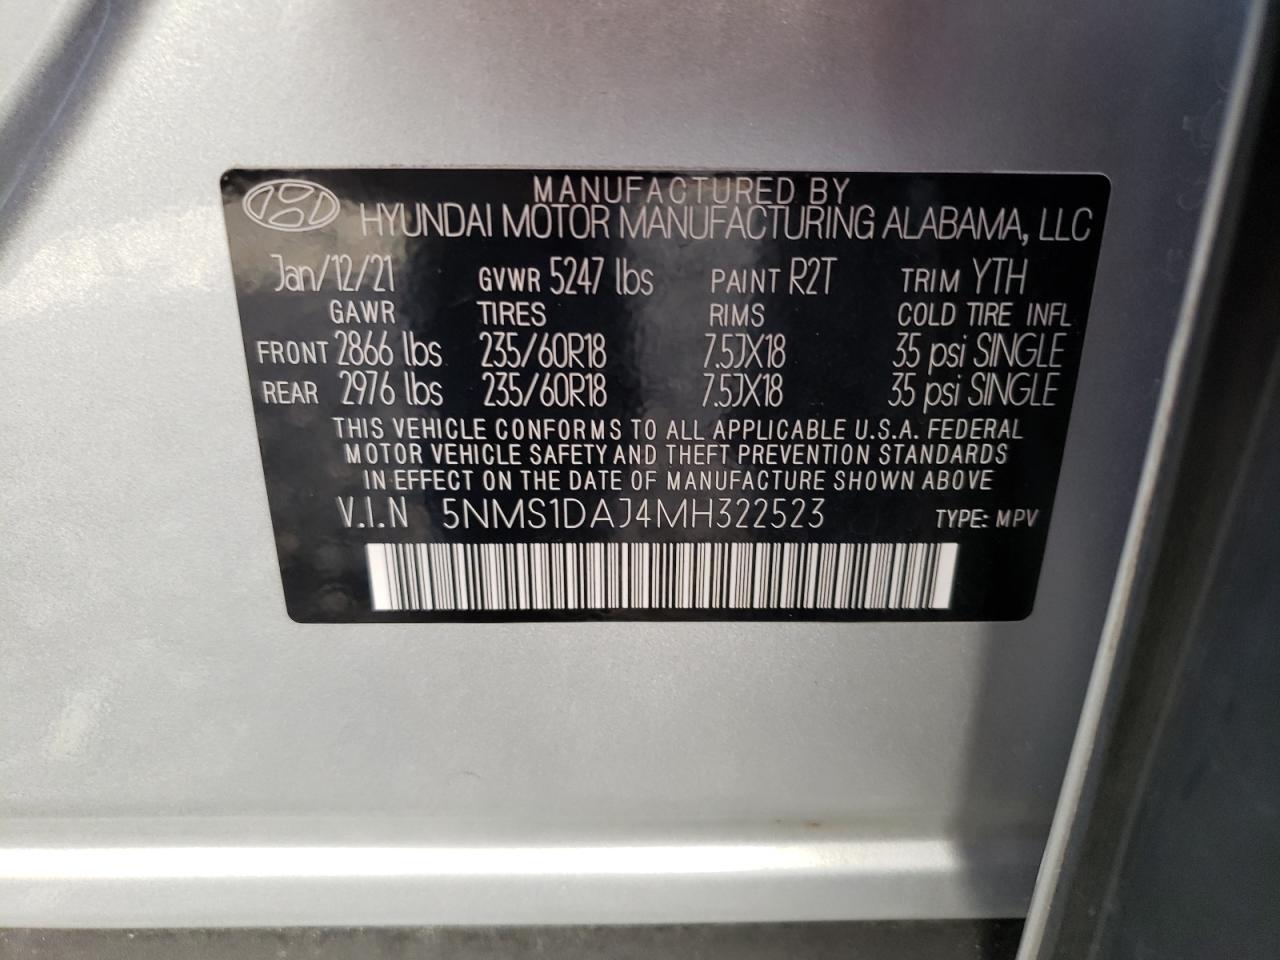 MANUFACTURED BY
HYUNDAI MOTOR MANUFACTURING ALABAMA, LLC
Jan/12/21 GVWR 5247 lbs PAINT R2T TRIM YTH
GAWR TIRES RIMS COLD TIRE INFL
FRONT 2866 lbs 235/60R18 7.5JX18 35 psi SINGLE
REAR 2976 lbs 235/60R18 7.5JX18 35 psi SINGLE
THIS VEHICLE CONFORMS TO ALL APPLICABLE U.S.A. FEDERAL
MOTOR VEHICLE SAFETY AND THEFT PREVENTION STANDARDS
IN EFFECT ON THE DATE OF MANUFACTURE SHOWN ABOVE
V.I.N 5NMS1DAJ4MH322523 TYPE: MPV